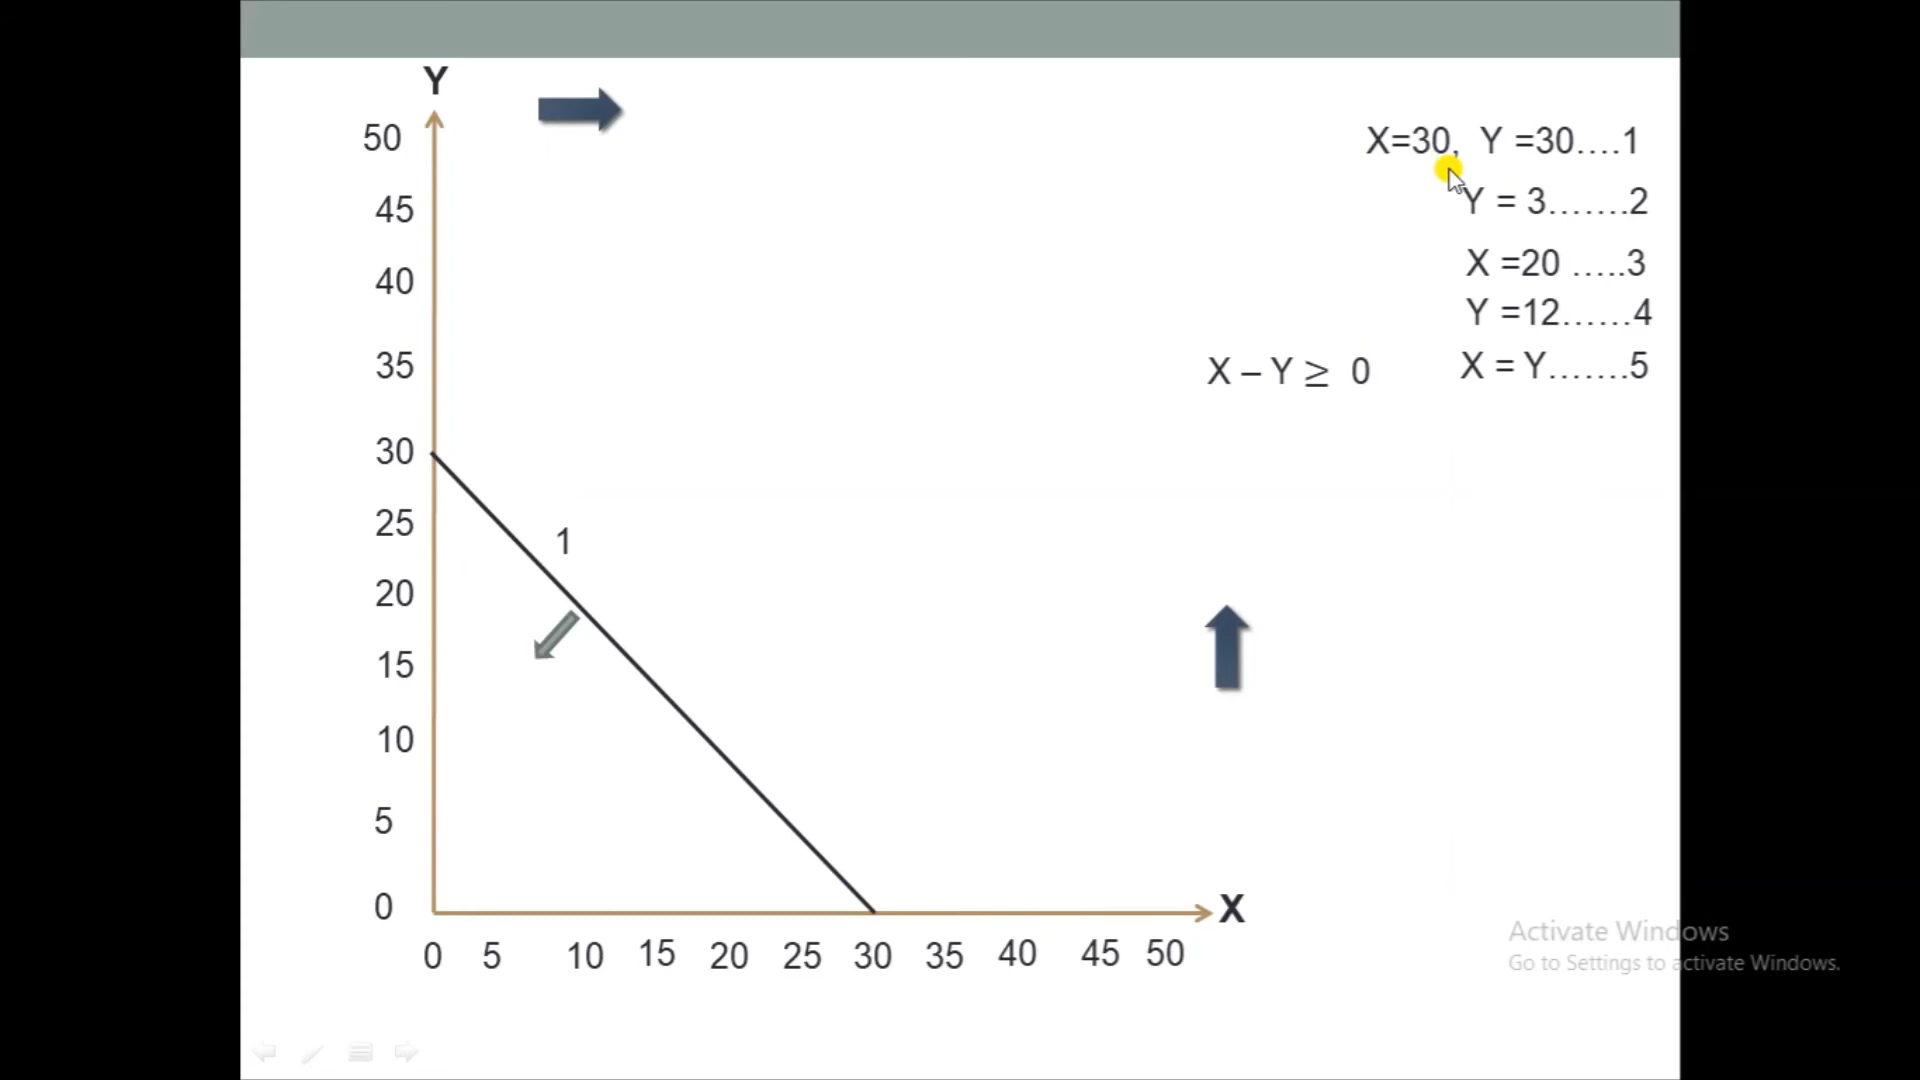 Y
50
45
40
35
30
25
20
15
10
5
0
1
X
0 5 10 15 20 25 30 35 40 45 50
X=30, Y =30....1
Y = 3.......2
X =20 .....3
Y =12......4
X – Y ≥ 0 X = Y.......5
Activate Windows
Go to Settings to activate Windows.